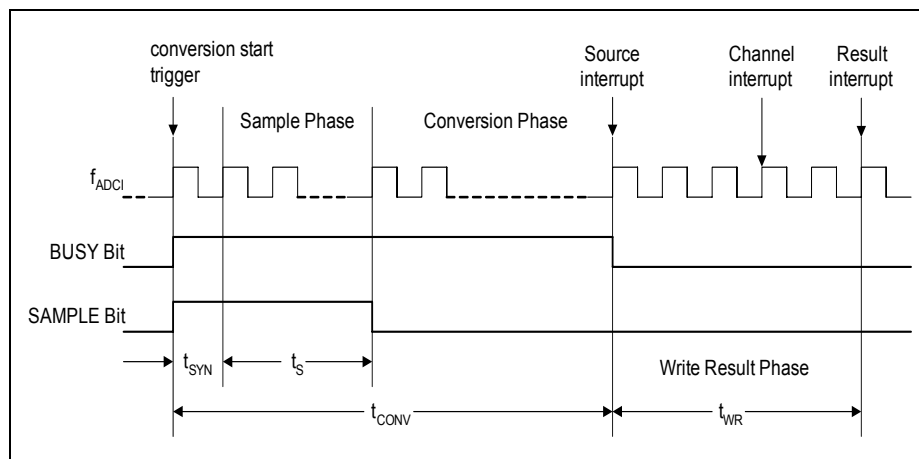 conversion start
trigger
Source
interrupt
Channel
interrupt
Result
interrupt
Sample Phase
Conversion Phase
fADCI
BUSY Bit
SAMPLE Bit
tSYN
tS
Write Result Phase
tCONV
tWR